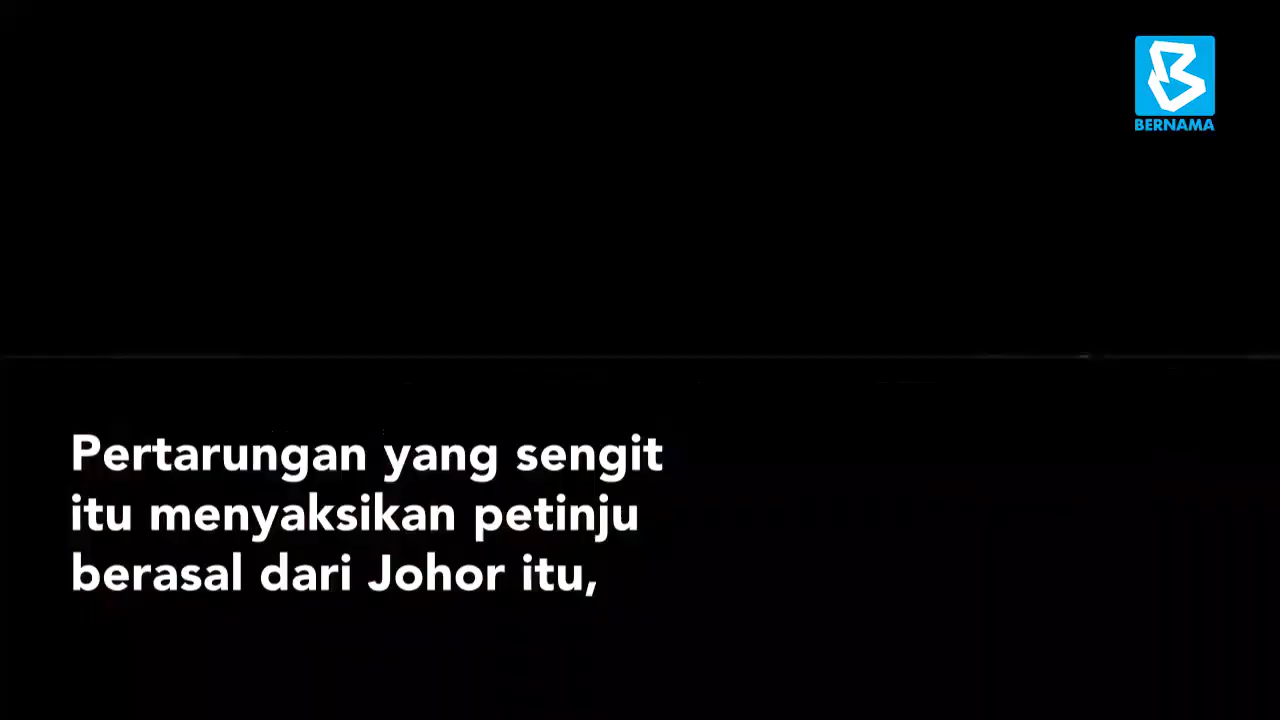 BERNAMA
Pertarungan yang sengit
itu menyaksikan petinju
berasal dari Johor itu,